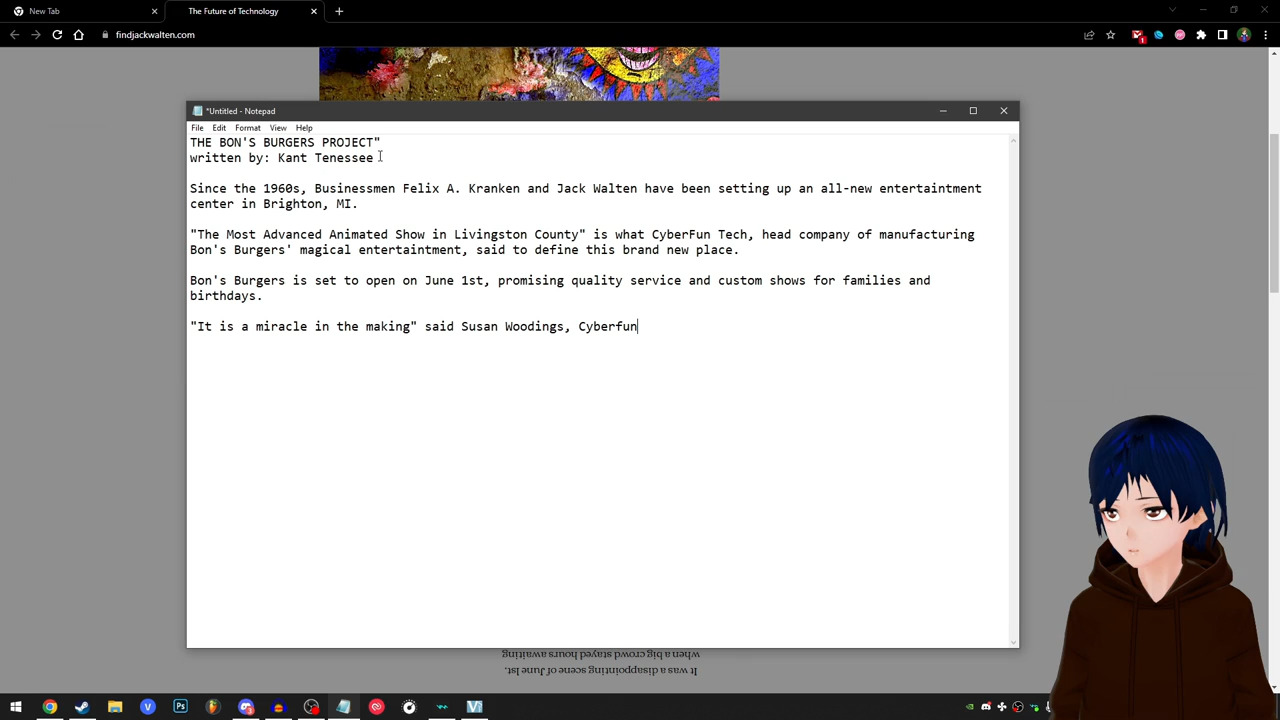 New Tab
The Future of Technology
findjackwalten.com
1
*Untitled - Notepad
File Edit Format View Help
THE BON'S BURGERS PROJECT"
written by: Kant Tenessee
Since the 1960s, Businessmen Felix A. Kranken and Jack Walten have been setting up an all-new entertaintment
center in Brighton, MI.
"The Most Advanced Animated Show in Livingston County" is what CyberFun Tech, head company of manufacturing
Bon's Burgers' magical entertaintment, said to define this brand new place.
Bon's Burgers is set to open on June 1st, promising quality service and custom shows for families and
birthdays.
"It is a miracle in the making" said Susan Woodings, Cyberfun
when a big crowd stayed hours awaiting
It was a disappointing scene of June 1st.
Ps